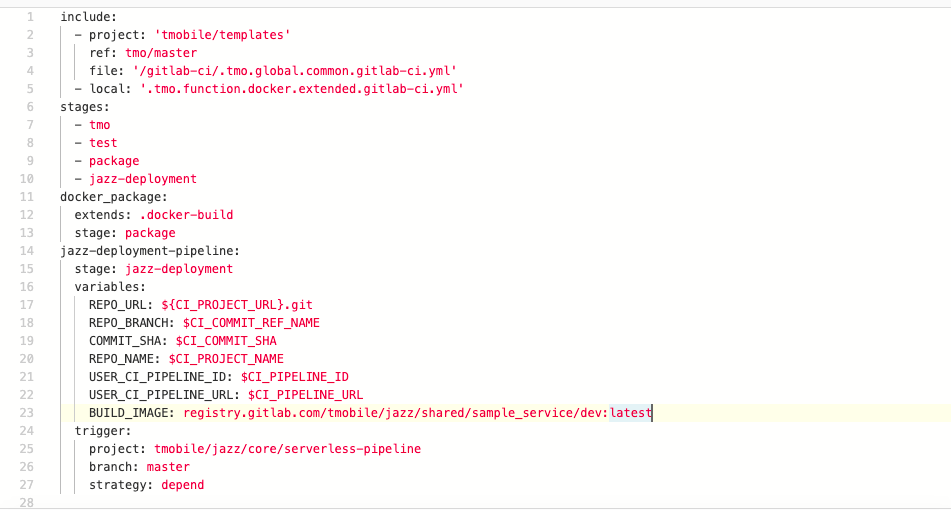 1 include:
2   - project: 'tmobile/templates'
3     ref: tmo/master
4     file: '/gitlab-ci/.tmo.global.common.gitlab-ci.yml'
5   - local: '.tmo.function.docker.extended.gitlab-ci.yml'
6 stages:
7   - tmo
8   - test
9   - package
10   - jazz-deployment
11 docker_package:
12   extends: .docker-build
13   stage: package
14 jazz-deployment-pipeline:
15   stage: jazz-deployment
16   variables:
17     REPO_URL: ${CI_PROJECT_URL}.git
18     REPO_BRANCH: $CI_COMMIT_REF_NAME
19     COMMIT_SHA: $CI_COMMIT_SHA
20     REPO_NAME: $CI_PROJECT_NAME
21     USER_CI_PIPELINE_ID: $CI_PIPELINE_ID
22     USER_CI_PIPELINE_URL: $CI_PIPELINE_URL
23     BUILD_IMAGE: registry.gitlab.com/tmobile/jazz/shared/sample_service/dev:latest
24   trigger:
25     project: tmobile/jazz/core/serverless-pipeline
26     branch: master
27     strategy: depend
28